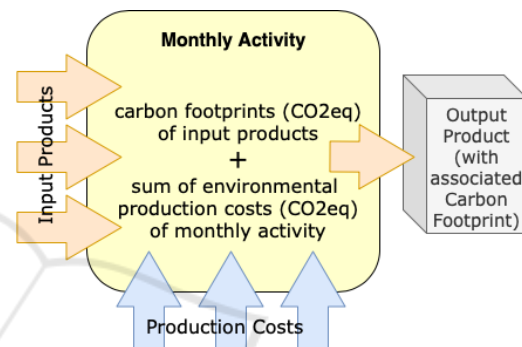 Monthly Activity
Input Products
carbon footprints (CO2eq)
of input products
+
sum of environmental
production costs (CO2eq)
of monthly activity
Output
Product
(with
associated
Carbon
Footprint)
Production Costs